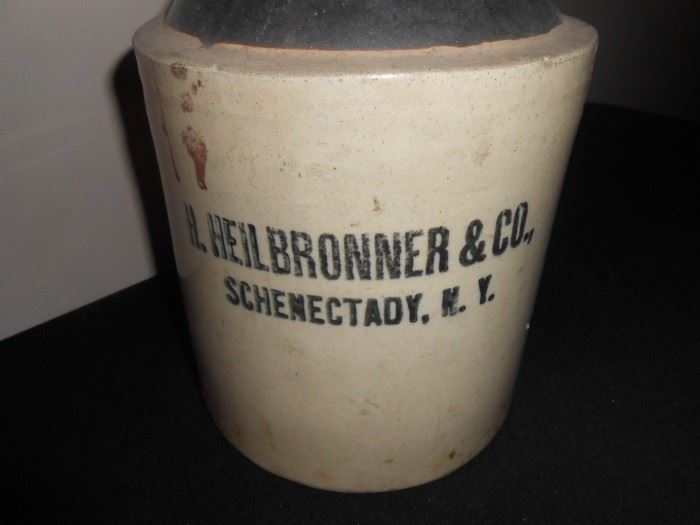 H. HEILBRONNER & CO.,
SCHENECTADY, N. Y.